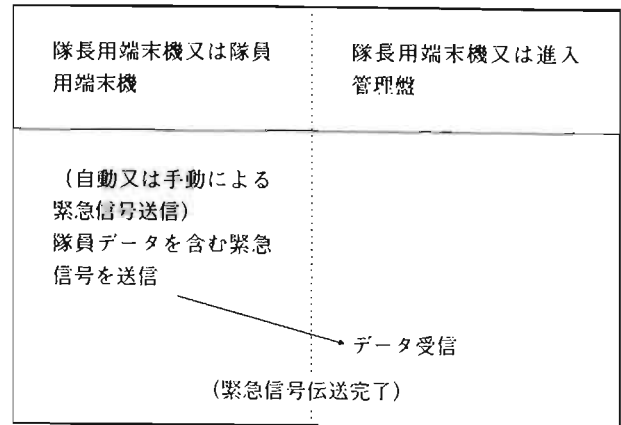 隊長用端末機又は隊員
用端末機
隊長用端末機又は進入
管理盤
（自動又は手動による
緊急信号送信）
隊員データを含む緊急
信号を送信
データ受信
（緊急信号伝送完了）